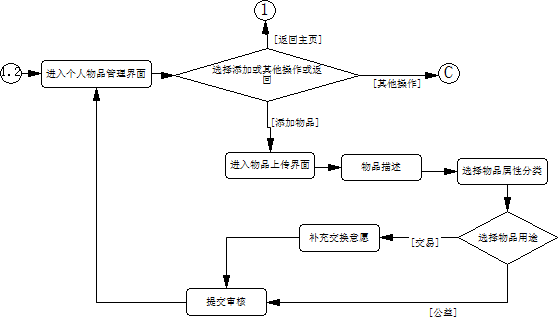 1
[返回主页]
1.2
进入个人物品管理界面
选择添加或其他操作或返
回
C
[其他操作]
[添加物品]
进入物品上传界面
物品描述
选择物品属性分类
补充交换意愿
[交易]
选择物品用途
提交审核
[公益]